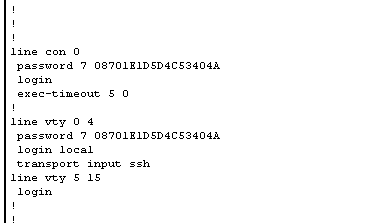 !
!
!
line con 0
password 7 08701E1D5D4C53404A
login
exec-timeout 5 0
!
line vty 0 4
password 7 08701E1D5D4C53404A
login local
transport input ssh
line vty 5 15
login
!
!